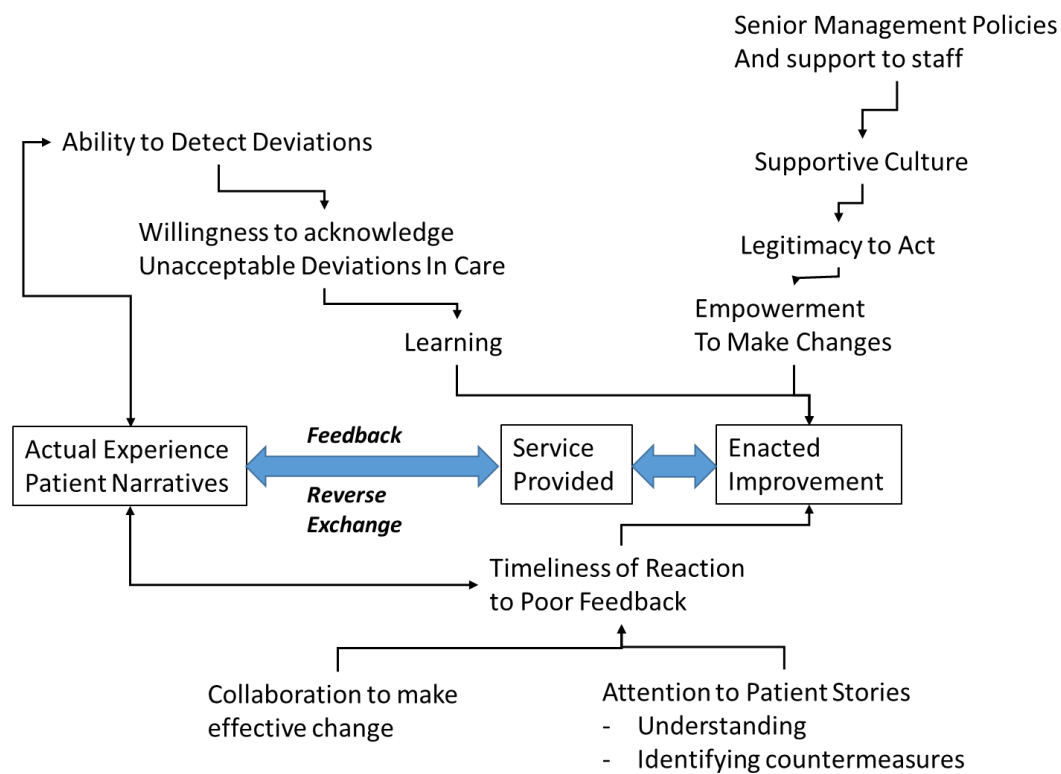 Senior Management Policies
And support to staff
Ability to Detect Deviations
Supportive Culture
Willingness to acknowledge
Unacceptable Deviations In Care
Legitimacy to Act
Empowerment
To Make Changes
Learning
Actual Experience
Patient Narratives
Feedback
Reverse
Exchange
Service
Provided
Enacted
Improvement
Timeliness of Reaction
to Poor Feedback
Collaboration to make
effective change
Attention to Patient Stories
- Understanding
- Identifying countermeasures